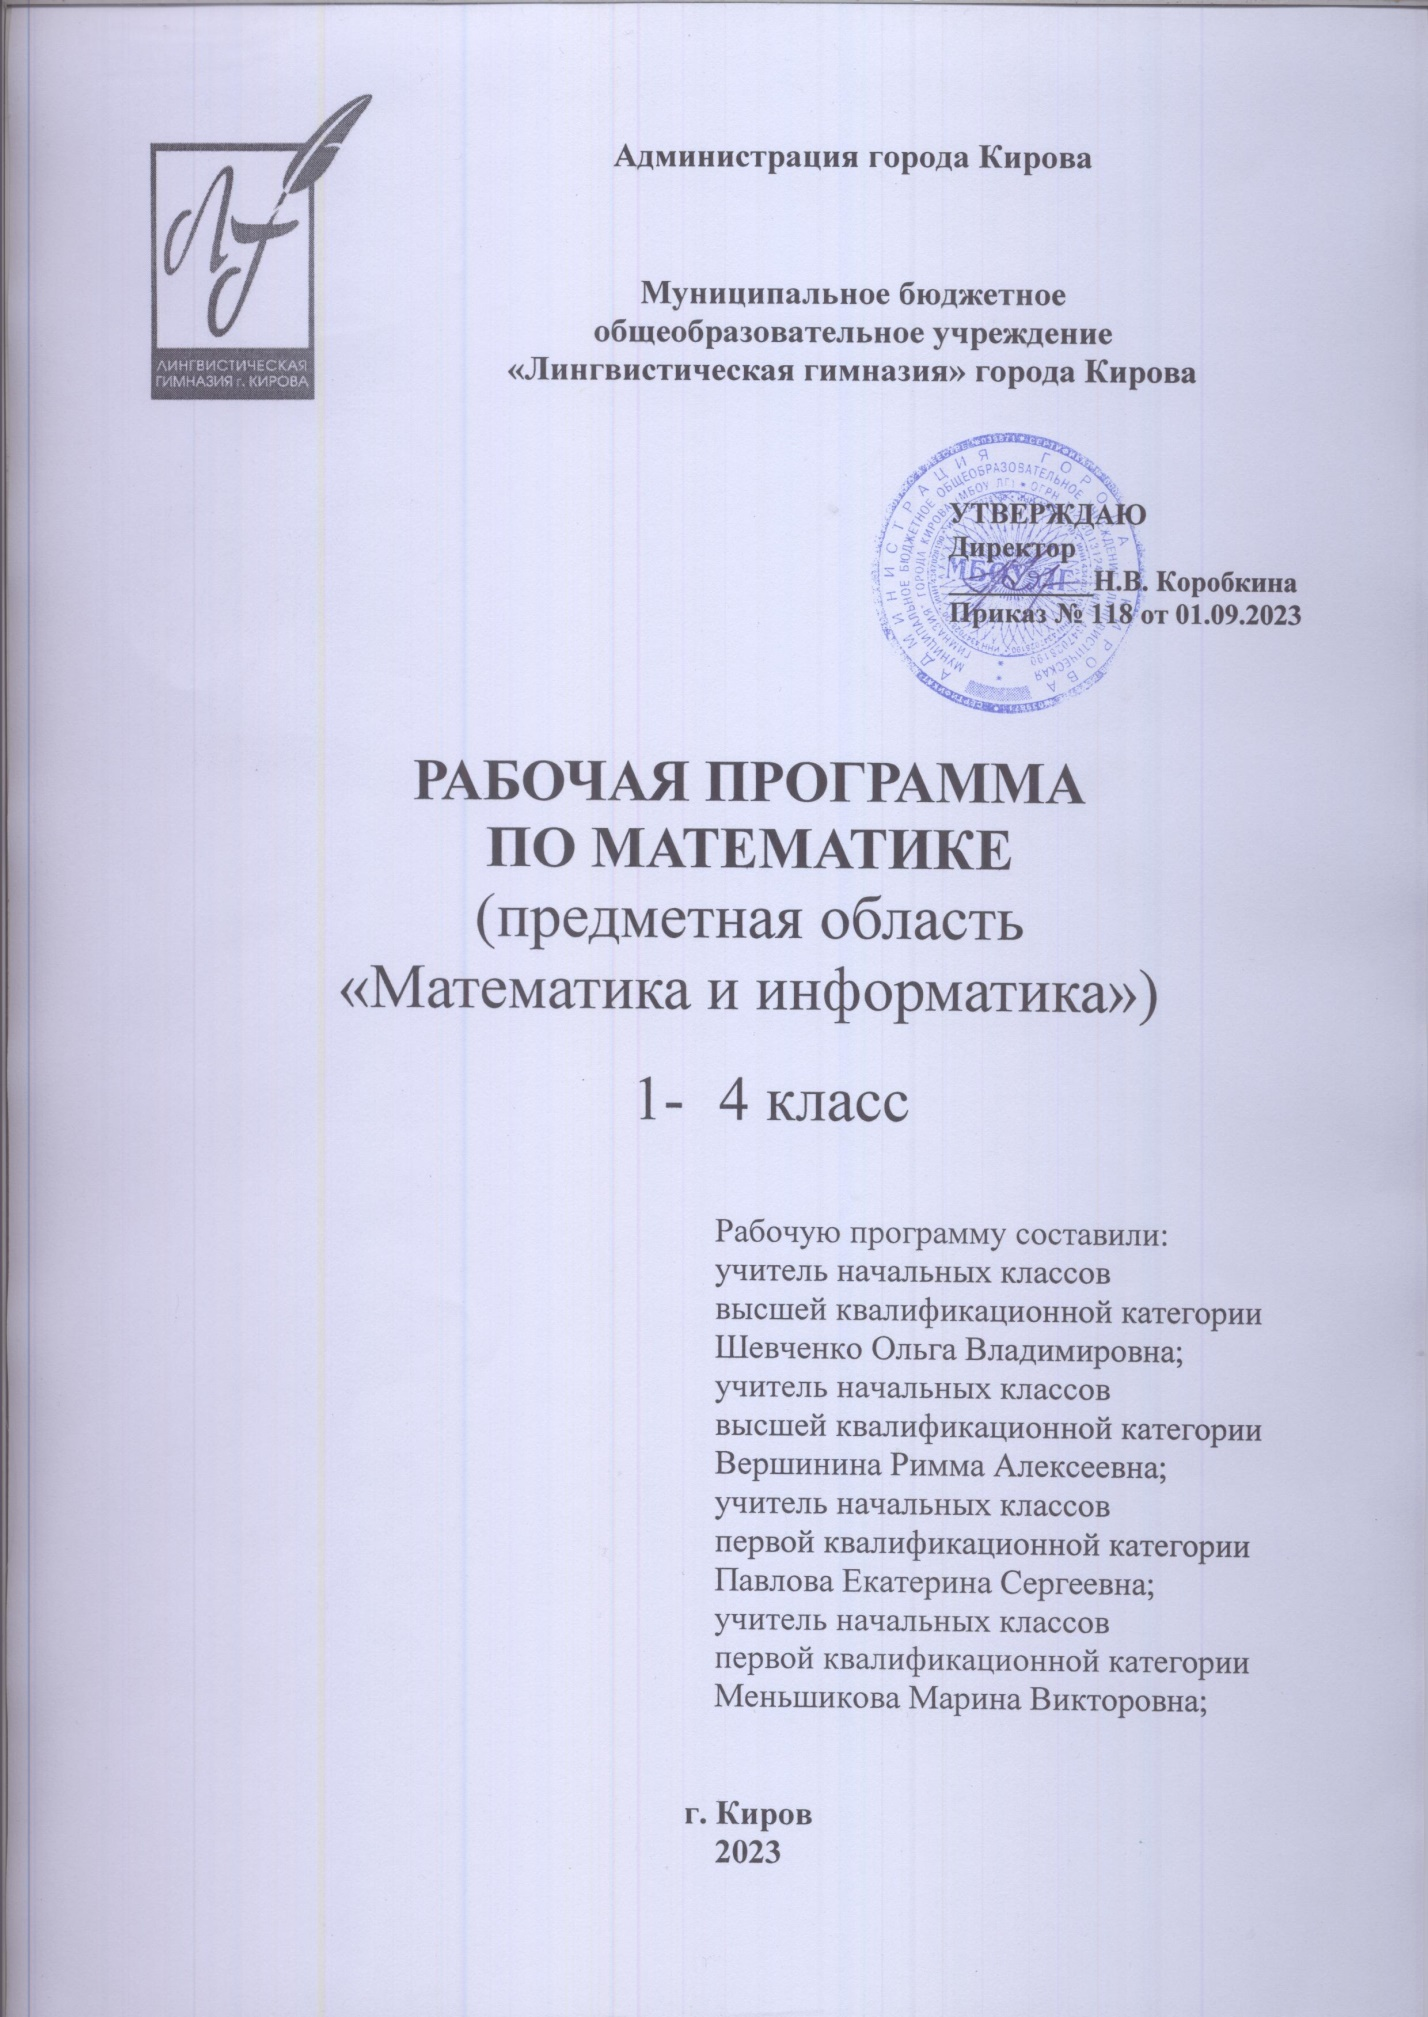 ЛГ
ЛИНГВИСТИЧЕСКАЯ
ГИМНАЗИЯ г. КИРОВА
Администрация города Кирова
Муниципальное бюджетное
общеобразовательное учреждение
«Лингвистическая гимназия» города Кирова
АДМИНИСТРАЦИЯ ГОРОДА КИРОВА
УТВЕРЖДАЮ
Директор
Н.В. Коробкина
Приказ № 118 от 01.09.2023
РАБОЧАЯ ПРОГРАММА
ПО МАТЕМАТИКЕ
(предметная область
«Математика и информатика»)
1- 4 класс
Рабочую программу составили:
учитель начальных классов
высшей квалификационной категории
Шевченко Ольга Владимировна;
учитель начальных классов
высшей квалификационной категории
Вершинина Римма Алексеевна;
учитель начальных классов
первой квалификационной категории
Павлова Екатерина Сергеевна;
учитель начальных классов
первой квалификационной категории
Меньшикова Марина Викторовна;
г. Киров
2023